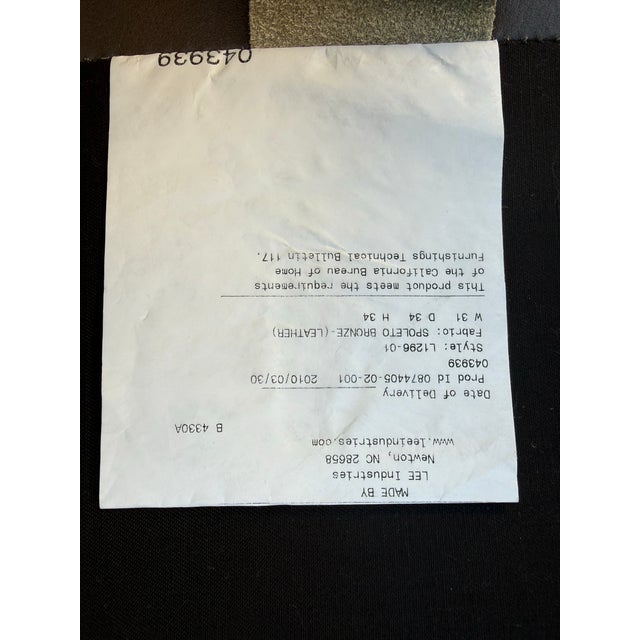 MADE BY
LEE Industries
Newton, NC 28658
www.leeindustries.com
B 4330A
Date of Delivery
Prod Id 0874405-02-001 2010/03/30
043939
Style: L1296-01
Fabric: SPOLETO BRONZE-(LEATHER)
W 31 D 34 H 34
This product meets the requirements
of the California Bureau of Home
Furnishings Technical Bulletin 117.
043939